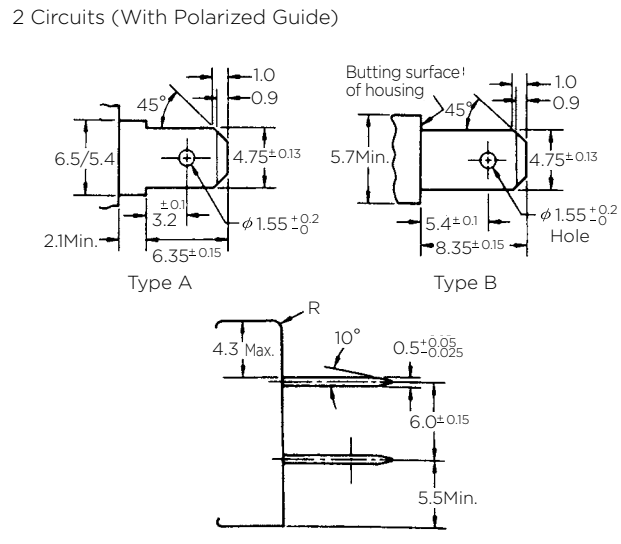 2 Circuits (With Polarized Guide)
45°
1.0
0.9
6.5/5.4
4.75±0.13
3.2±0.1
ϕ1.55+0.2 -0
2.1Min.
6.35±0.15
Type A
Butting surface
of housing
45°
1.0
0.9
5.7Min.
4.75±0.13
5.4±0.1
ϕ1.55+0.2 -0
Hole
8.35±0.15
Type B
R
4.3 Max.
10°
0.5+0.05 -0.025
6.0±0.15
5.5Min.